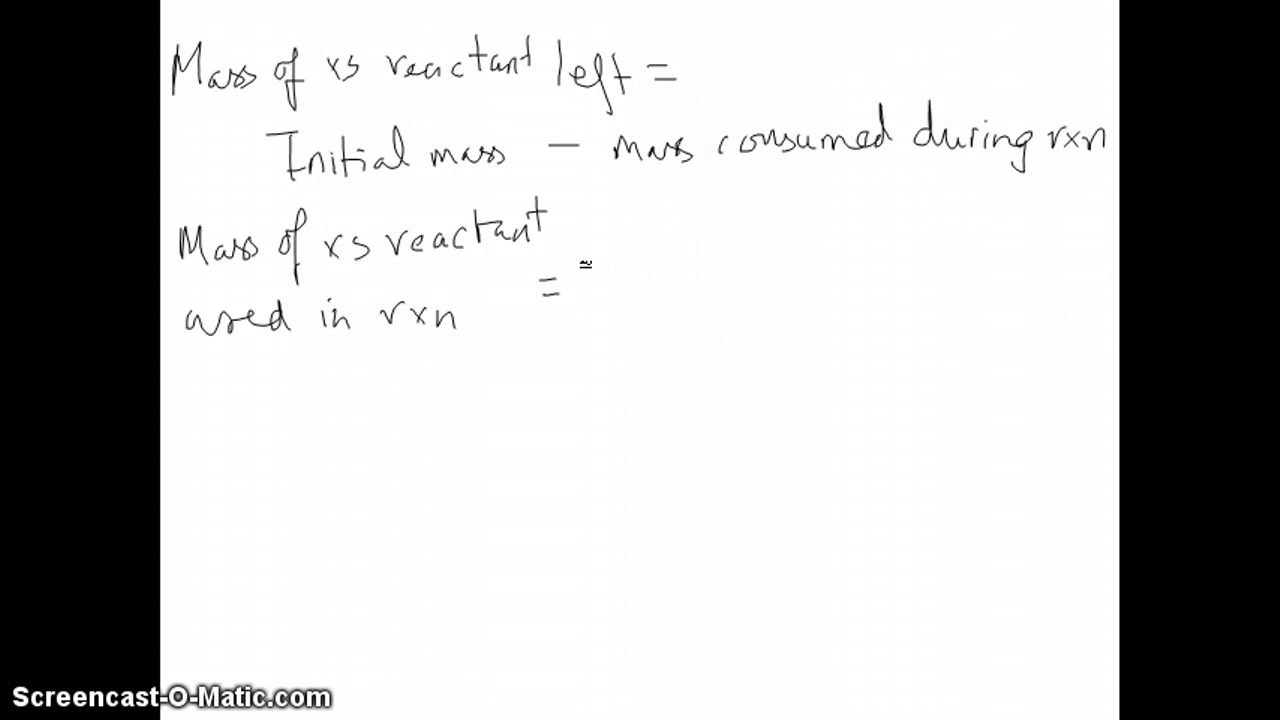 Mass of xs reactant left =
Initial mass — mass consumed during rxn
Mass of xs reactant
used in rxn =
Screencast-O-Matic.com